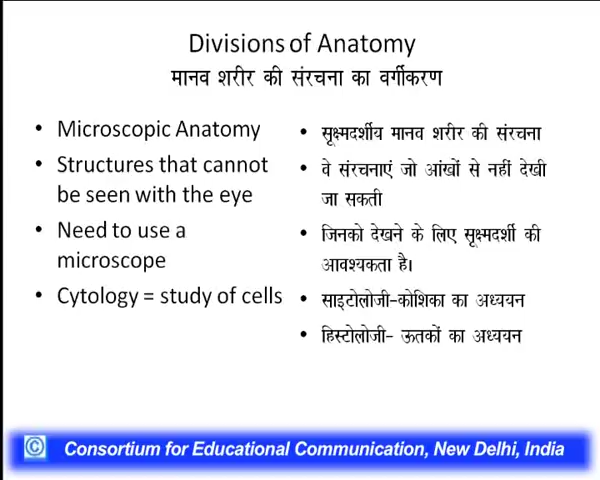 Divisions of Anatomy
मानव शरीर की संरचना का वर्गीकरण
• Microscopic Anatomy
• Structures that cannot
be seen with the eye
• Need to use a
microscope
• Cytology = study of cells
• सूक्ष्मदर्शीय मानव शरीर की संरचना
• वे संरचनाएं जो आंखों से नहीं देखी
जा सकती
• जिनको देखने के लिए सूक्ष्मदर्शी की
आवश्यकता है।
• साइटोलोजी-कोशिका का अध्ययन
• हिस्टोलोजी- ऊतकों का अध्ययन
© Consortium for Educational Communication, New Delhi, India